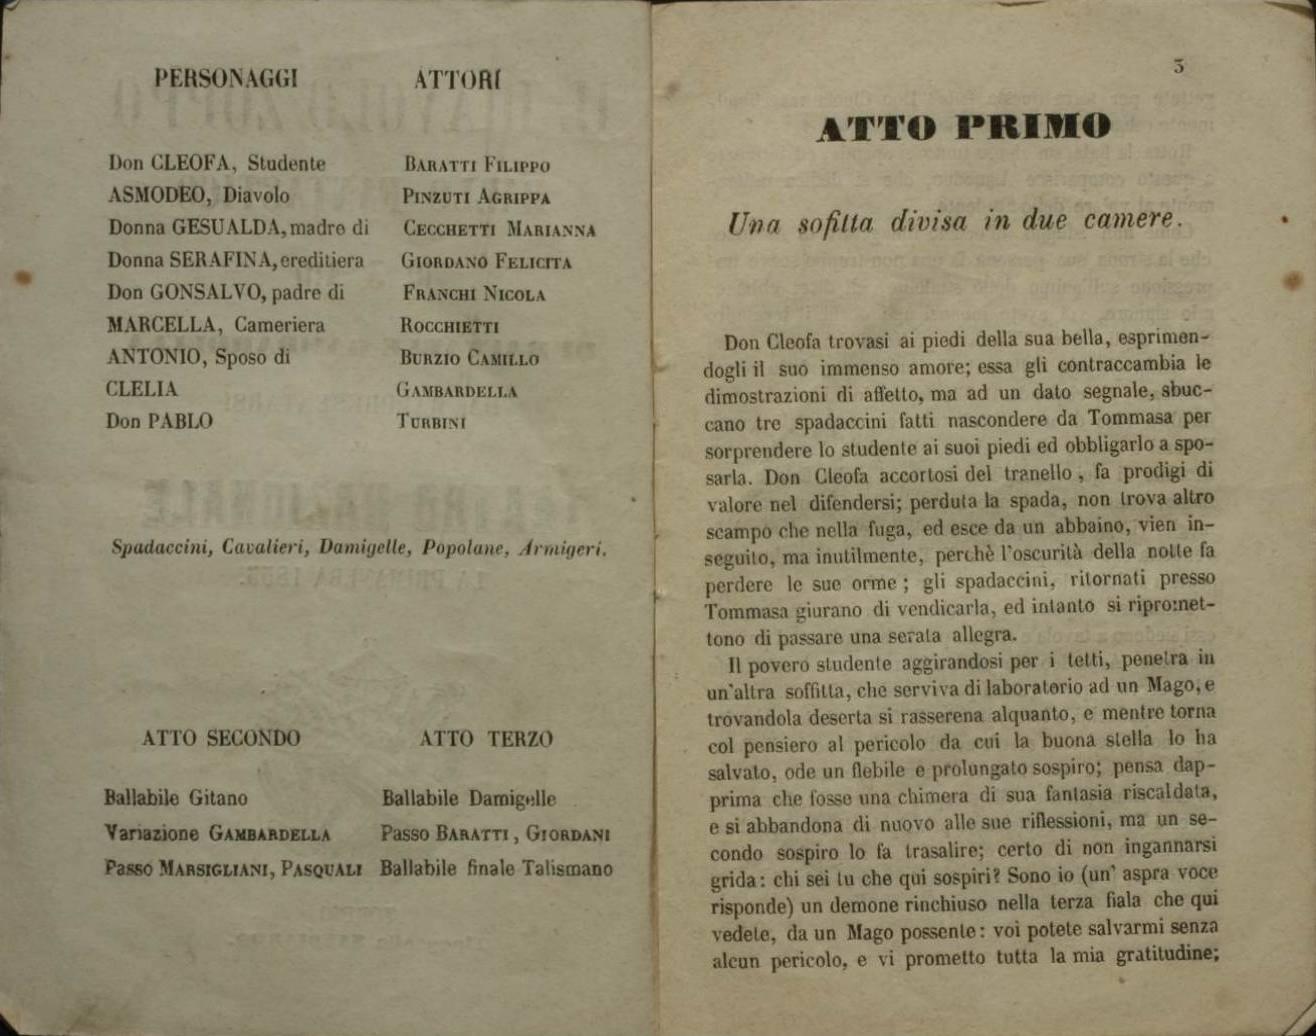 PERSONAGGI ATTORI
Don CLEOFA, Studente BARATTI FILIPPO
ASMODEO, Diavolo PINZUTI AGRIPPA
Donna GESUALDA, madre di CECCHETTI MARIANNA
Donna SERAFINA, ereditiera GIORDANO FELICITA
Don GONSALVO, padre di FRANCHI NICOLA
MARCELLA, Cameriera ROCCHIETTI
ANTONIO, Sposo di BURZIO CAMILLO
CLELIA GAMBARDELLA
Don PABLO TURBINI
Spadaccini, Cavalieri, Damigelle, Popolane, Armigeri.
ATTO SECONDO ATTO TERZO
Ballabile Gitano Ballabile Damigelle
Variazione GAMBARDELLA Passo BARATTI, GIORDANI
Passo MARSIGLIANI, PASQUALI Ballabile finale Talismano
3
ATTO PRIMO
Una sofitta divisa in due camere.
Don Cleofa trovasi ai piedi della sua bella, esprimen-
dogli il suo immenso amore; essa gli contraccambia le
dimostrazioni di affetto, ma ad un dato segnale, sbuc-
cano tre spadaccini fatti nascondere da Tommasa per
sorprendere lo studente ai suoi piedi ed obbligarlo a spo-
sarla. Don Cleofa accortosi del tranello, fa prodigi di
valore nel difendersi; perduta la spada, non trova altro
scampo che nella fuga, ed esce da un abbaino, vien in-
seguito, ma inutilmente, perchè l'oscurità della notte fa
perdere le sue orme; gli spadaccini, ritornati presso
Tommasa giurano di vendicarla, ed intanto si ripromet-
tono di passare una serata allegra.
Il povero studente aggirandosi per i tetti, penetra in
un'altra soffitta, che serviva di laboratorio ad un Mago, e
trovandola deserta si rasserena alquanto, e mentre torna
col pensiero al pericolo da cui la buona stella lo ha
salvato, ode un flebile e prolungato sospiro; pensa dap-
prima che fosse una chimera di sua fantasia riscaldata,
e si abbandona di nuovo alle sue riflessioni, ma un se-
condo sospiro lo fa trasalire; certo di non ingannarsi
grida: chi sei tu che qui sospiri? Sono io (un' aspra voce
risponde) un demone rinchiuso nella terza fiala che qui
vedete, da un Mago possente: voi potete salvarmi senza
alcun pericolo, e vi prometto tutta la mia gratitudine;